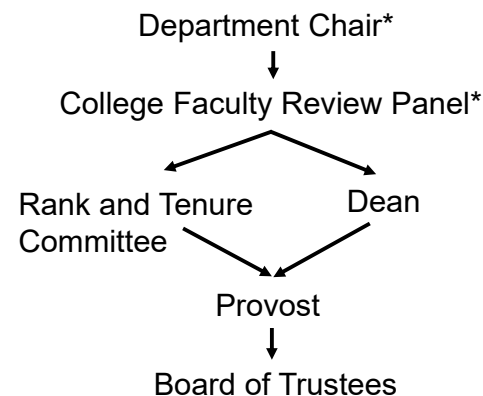 Department Chair*
College Faculty Review Panel*
Rank and Tenure
Committee
Dean
Provost
Board of Trustees